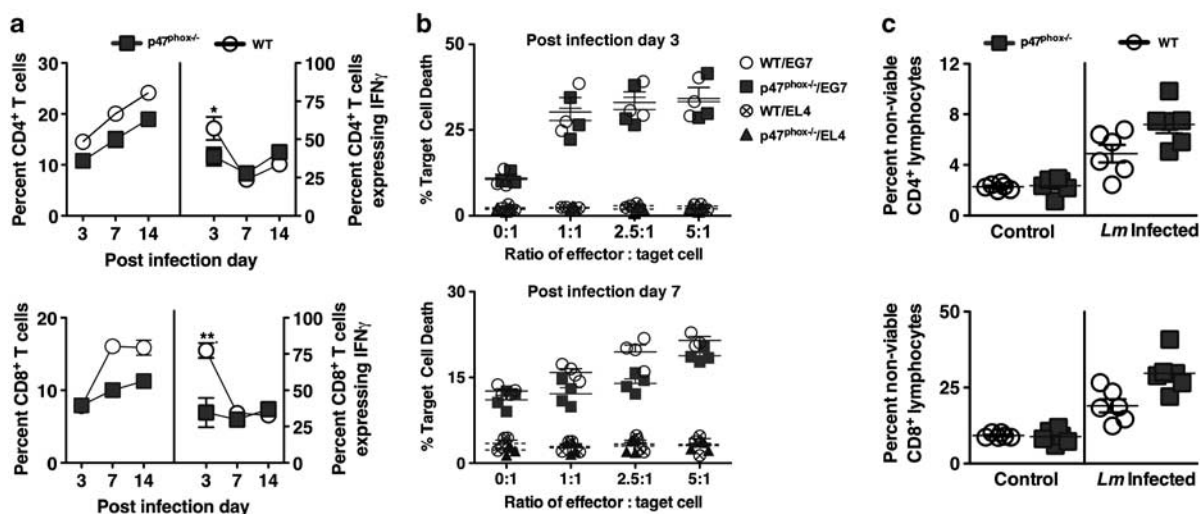 a
p47phox-/- WT
Percent CD4+ T cells
30
20
10
0
3 7 14
100
75
50
25
0
3 7 14
*
Percent CD4+ T cells
expressing IFNγ
Post infection day
Percent CD8+ T cells
20
10
0
3 7 14
100
75
50
25
0
3 7 14
**
Percent CD8+ T cells
expressing IFNγ
Post infection day
b
Post infection day 3
% Target Cell Death
50
25
0
0:1 1:1 2.5:1 5:1
Ratio of effector : taget cell
WT/EG7
p47phox-/-/EG7
WT/EL4
p47phox-/-/EL4
Post infection day 7
% Target Cell Death
30
15
0
0:1 1:1 2.5:1 5:1
Ratio of effector : taget cell
c
p47phox-/- WT
Percent non-viable
CD4+ lymphocytes
12
8
4
0
Control Lm Infected
Percent non-viable
CD8+ lymphocytes
50
25
0
Control Lm Infected